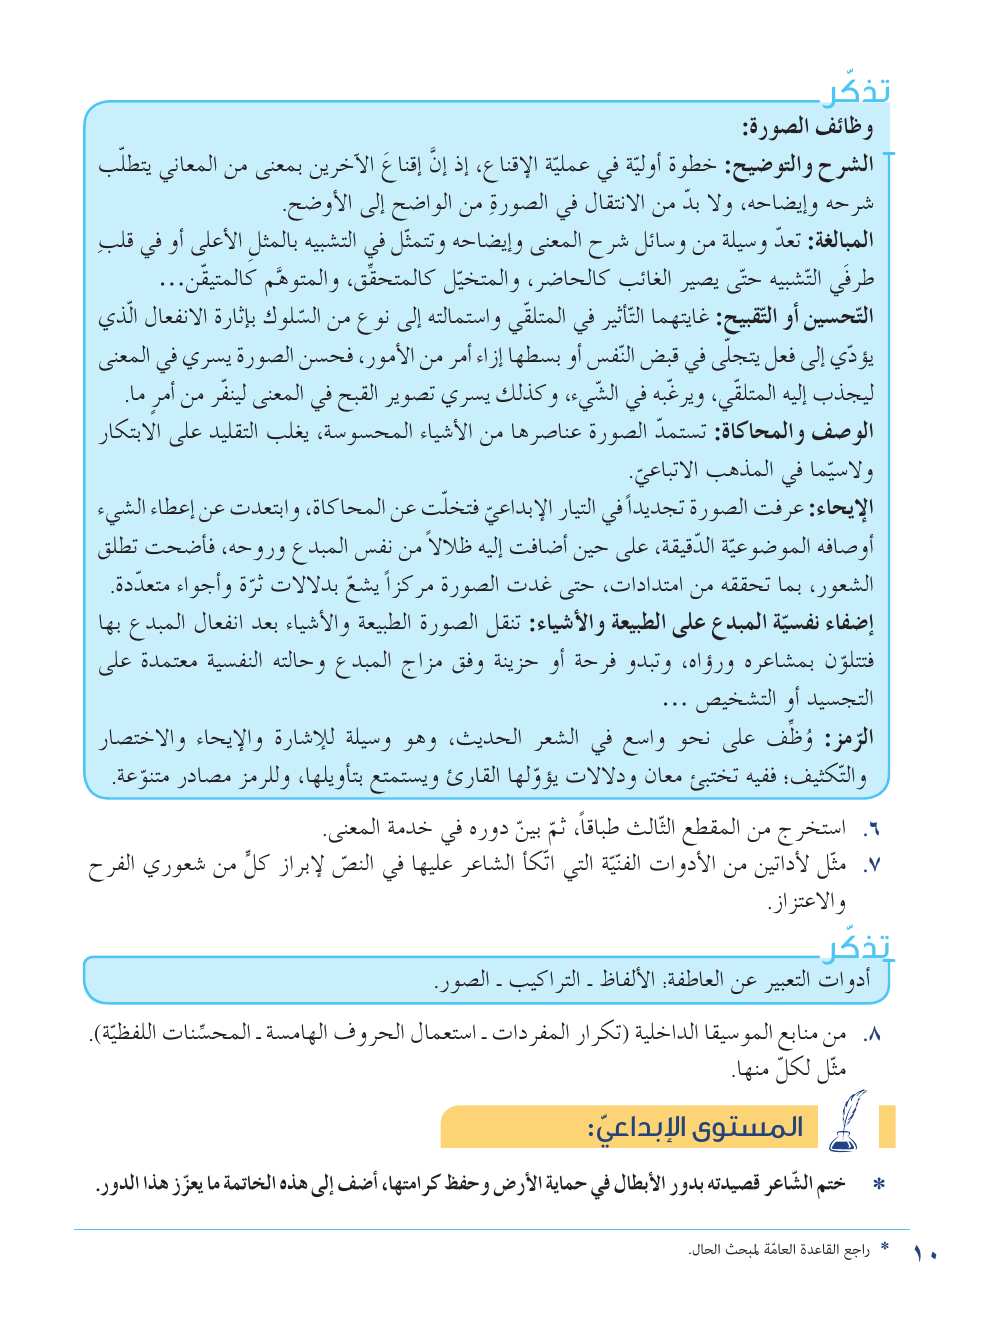 تذكّر
وظائف الصورة:
الشرح والتوضيح: خطوة أوليّة في عمليّة الإقناع، إذ إنَّ إقناعَ الآخرين بمعنى من المعاني يتطلّب
شرحه وإيضاحه، ولا بدّ من الانتقال في الصورةِ من الواضح إلى الأوضح.
المبالغة: تعدّ وسيلة من وسائل شرح المعنى وإيضاحه وتتمثّل في التشبيه بالمثلِ الأعلى أو في قلبِ
طرفَي التّشبيه حتّى يصير الغائب كالحاضر، والمتخيّل كالمتحقِّق، والمتوهَّم كالمتيقّن...
التّحسين أو التّقبيح: غايتهما التّأثير في المتلقّي واستمالته إلى نوع من السّلوك بإثارة الانفعال الّذي
يؤدّي إلى فعل يتجلّى في قبض النّفس أو بسطها إزاء أمر من الأمور، فحسن الصورة يسري في المعنى
ليجذب إليه المتلقّي، ويرغّبه في الشّيء، وكذلك يسري تصوير القبح في المعنى لينفّر من أمرٍ ما.
الوصف والمحاكاة: تستمدّ الصورة عناصرها من الأشياء المحسوسة، يغلب التقليد على الابتكار
ولاسيّما في المذهب الاتباعيّ.
الإيحاء: عرفت الصورة تجديداً في التيار الإبداعيّ فتخلّت عن المحاكاة، وابتعدت عن إعطاء الشيء
أوصافه الموضوعيّة الدّقيقة، على حين أضافت إليه ظلالاً من نفس المبدع وروحه، فأضحت تطلق
الشعور، بما تحققه من امتدادات، حتى غدت الصورة مركزاً يشعّ بدلالات ثرّة وأجواء متعدّدة.
إضفاء نفسيّة المبدع على الطبيعة والأشياء: تنقل الصورة الطبيعة والأشياء بعد انفعال المبدع بها
فتتلوّن بمشاعره ورؤاه، وتبدو فرحة أو حزينة وفق مزاج المبدع وحالته النفسية معتمدة على
التجسيد أو التشخيص ...
الرّمز: وُظِّف على نحو واسع في الشعر الحديث، وهو وسيلة للإشارة والإيحاء والاختصار
والتّكثيف؛ ففيه تختبئ معان ودلالات يؤوّلها القارئ ويستمتع بتأويلها، وللرمز مصادر متنوّعة.
٦. استخرج من المقطع الثّالث طباقاً، ثمّ بينّ دوره في خدمة المعنى.
٧. مثّل لأداتين من الأدوات الفنّيّة التي اتّكأ الشاعر عليها في النصّ لإبراز كلٍّ من شعوري الفرح
والاعتزاز.
تذكّر
أدوات التعبير عن العاطفة: الألفاظ ـ التراكيب ـ الصور.
٨. من منابع الموسيقا الداخلية (تكرار المفردات ـ استعمال الحروف الهامسة ـ المحسِّنات اللفظيّة).
مثّل لكلّ منها.
المستوى الإبداعيّ:
* ختم الشّاعر قصيدته بدور الأبطال في حماية الأرض وحفظ كرامتها، أضف إلى هذه الخاتمة ما يعزّز هذا الدور.
* راجع القاعدة العامّة لمبحث الحال.
١٠